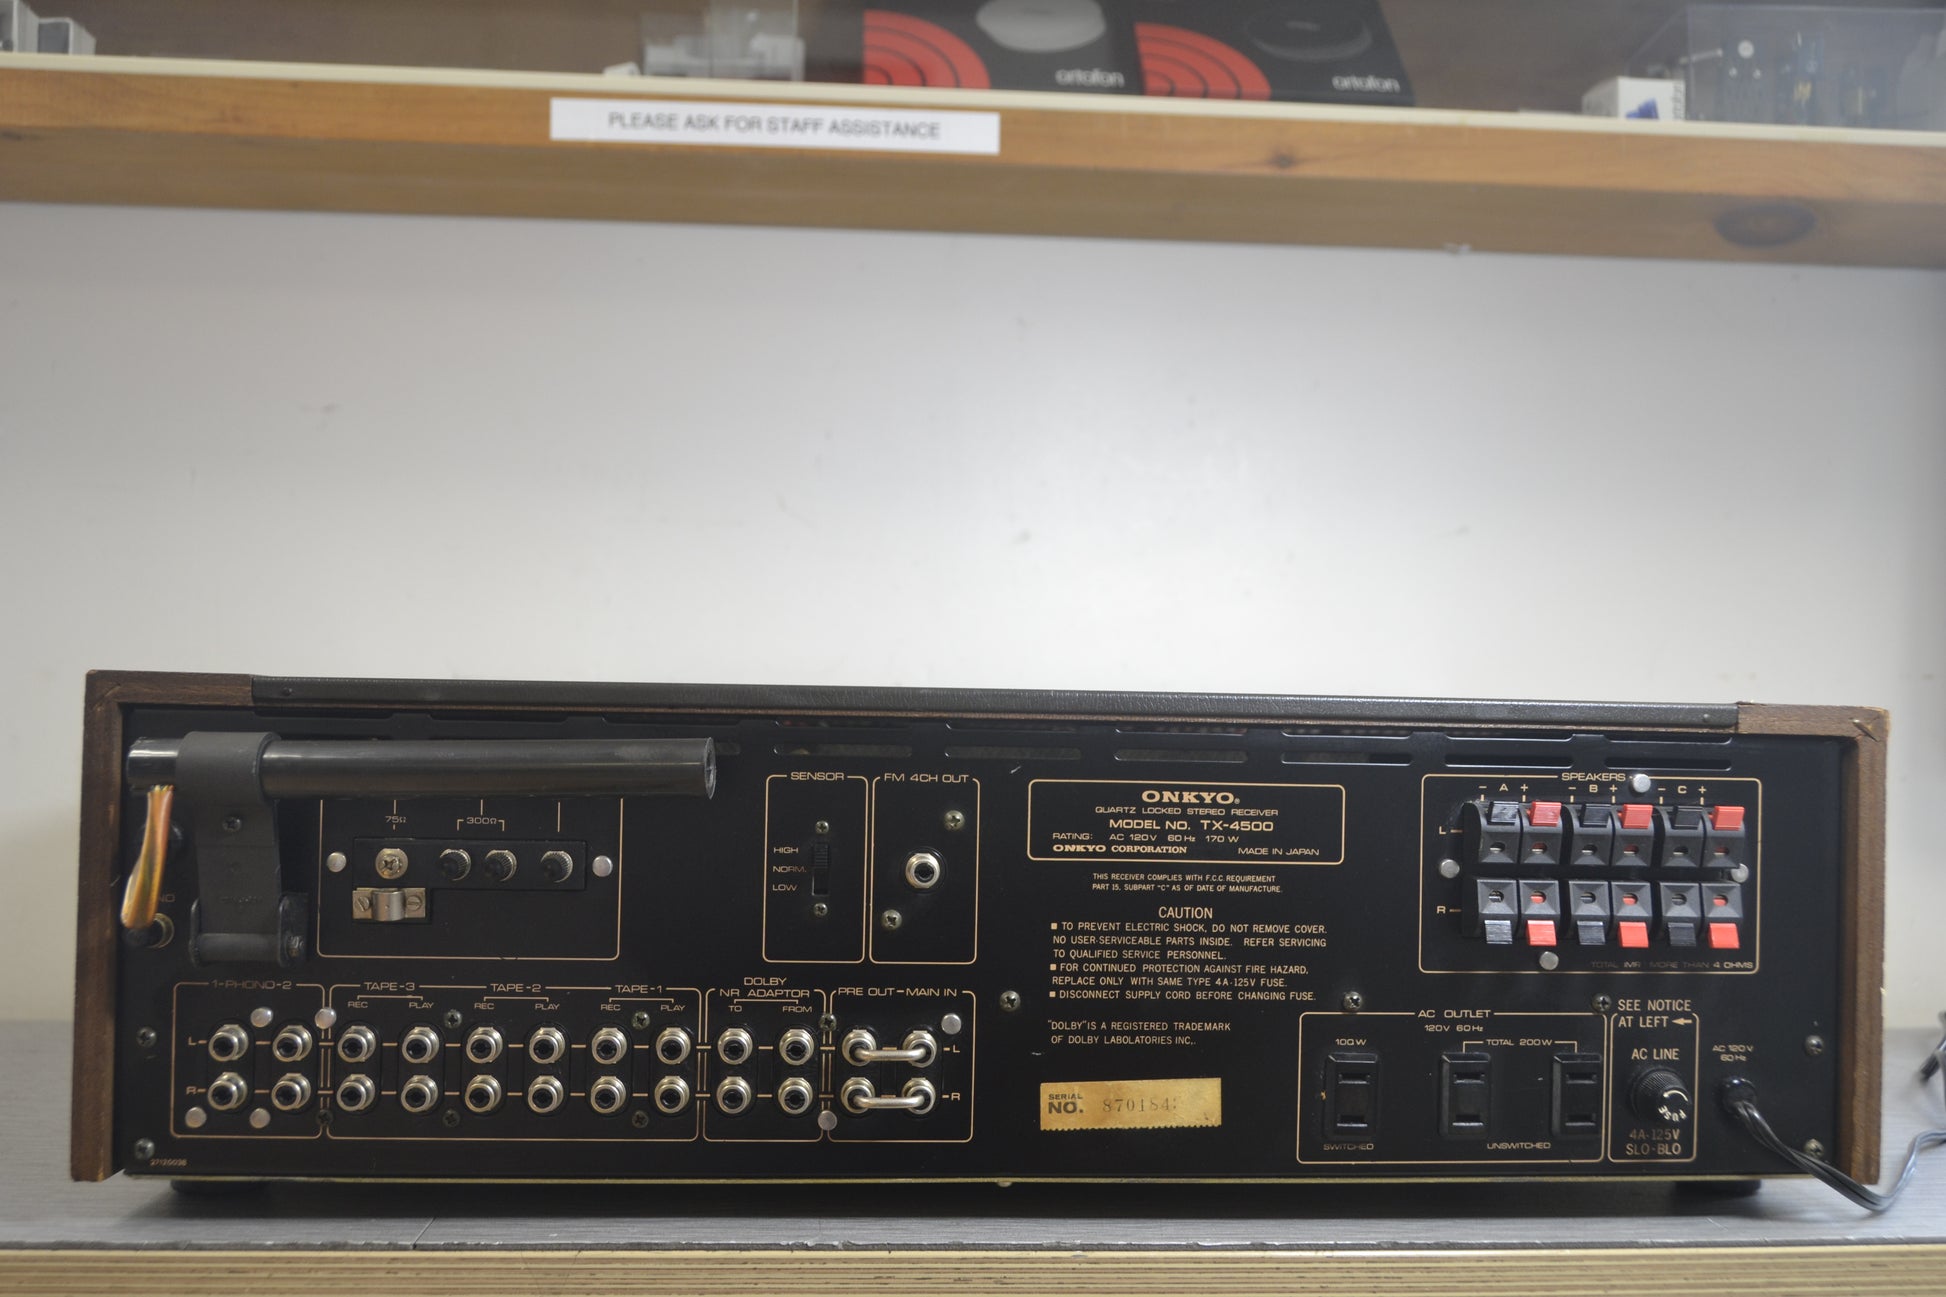 ortofon
ortofon
PLEASE ASK FOR STAFF ASSISTANCE
75Ω
300Ω
SENSOR
HIGH
NORM.
LOW
FM 4CH OUT
ONKYO®
QUARTZ LOCKED STEREO RECEIVER
MODEL NO. TX-4500
RATING: AC 120V 60Hz 170W
ONKYO CORPORATION MADE IN JAPAN
THIS RECEIVER COMPLIES WITH F.C.C. REQUIREMENT
PART 15, SUBPART "C" AS OF DATE OF MANUFACTURE.
CAUTION
■ TO PREVENT ELECTRIC SHOCK, DO NOT REMOVE COVER.
NO USER-SERVICEABLE PARTS INSIDE. REFER SERVICING
TO QUALIFIED SERVICE PERSONNEL.
■ FOR CONTINUED PROTECTION AGAINST FIRE HAZARD,
REPLACE ONLY WITH SAME TYPE 4A-125V FUSE.
■ DISCONNECT SUPPLY CORD BEFORE CHANGING FUSE.
"DOLBY" IS A REGISTERED TRADEMARK
OF DOLBY LABOLATORIES INC,.
SERIAL
NO.
SPEAKERS
- A + - B + - C +
L
R
MORE THAN 4 OHMS
1-PHONO-2
TAPE-3
REC PLAY
TAPE-2
REC PLAY
TAPE-1
REC PLAY
DOLBY
NR ADAPTOR
TO FROM
PRE OUT-MAIN IN
L
R
L
R
27120026
AC OUTLET
120V 60Hz
100W
TOTAL 200W
SWITCHED
UNSWITCHED
SEE NOTICE
AT LEFT ←
AC LINE
FUSE
4A-125V
SLO-BLO
AC 120V
60Hz